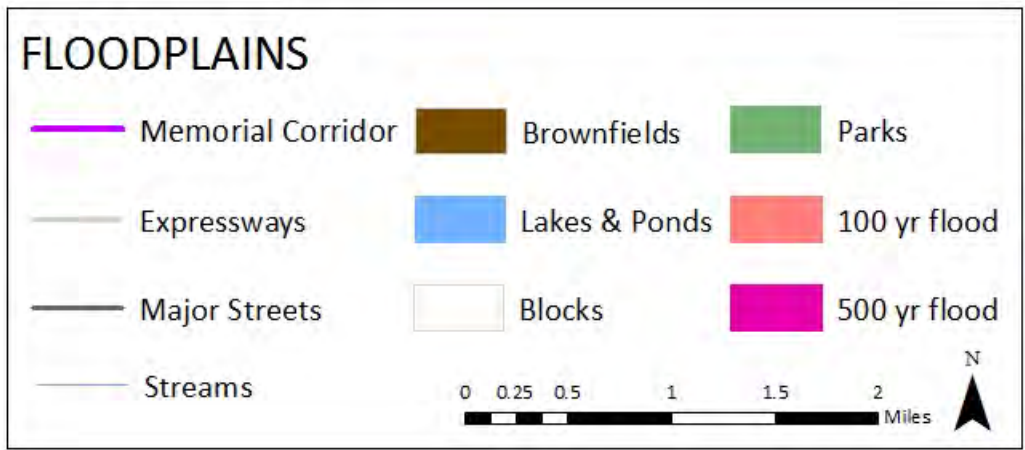 FLOODPLAINS
Memorial Corridor
Brownfields
Parks
Expressways
Lakes & Ponds
100 yr flood
Major Streets
Blocks
500 yr flood
Streams
0 0.25 0.5 1 1.5 2
Miles
N